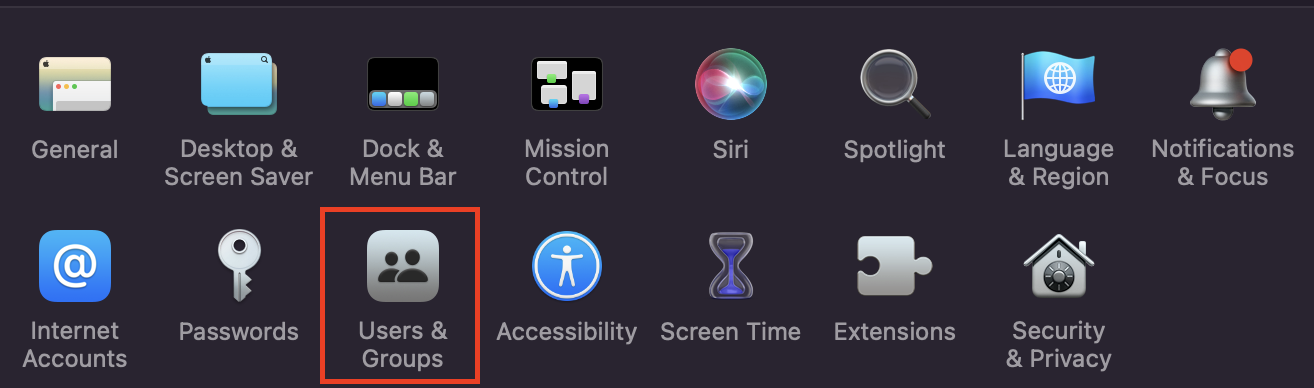 General
Desktop &
Screen Saver
Dock &
Menu Bar
Mission
Control
Siri
Spotlight
Language
& Region
Notifications
& Focus
Internet
Accounts
Passwords
Users &
Groups
Accessibility
Screen Time
Extensions
Security
& Privacy